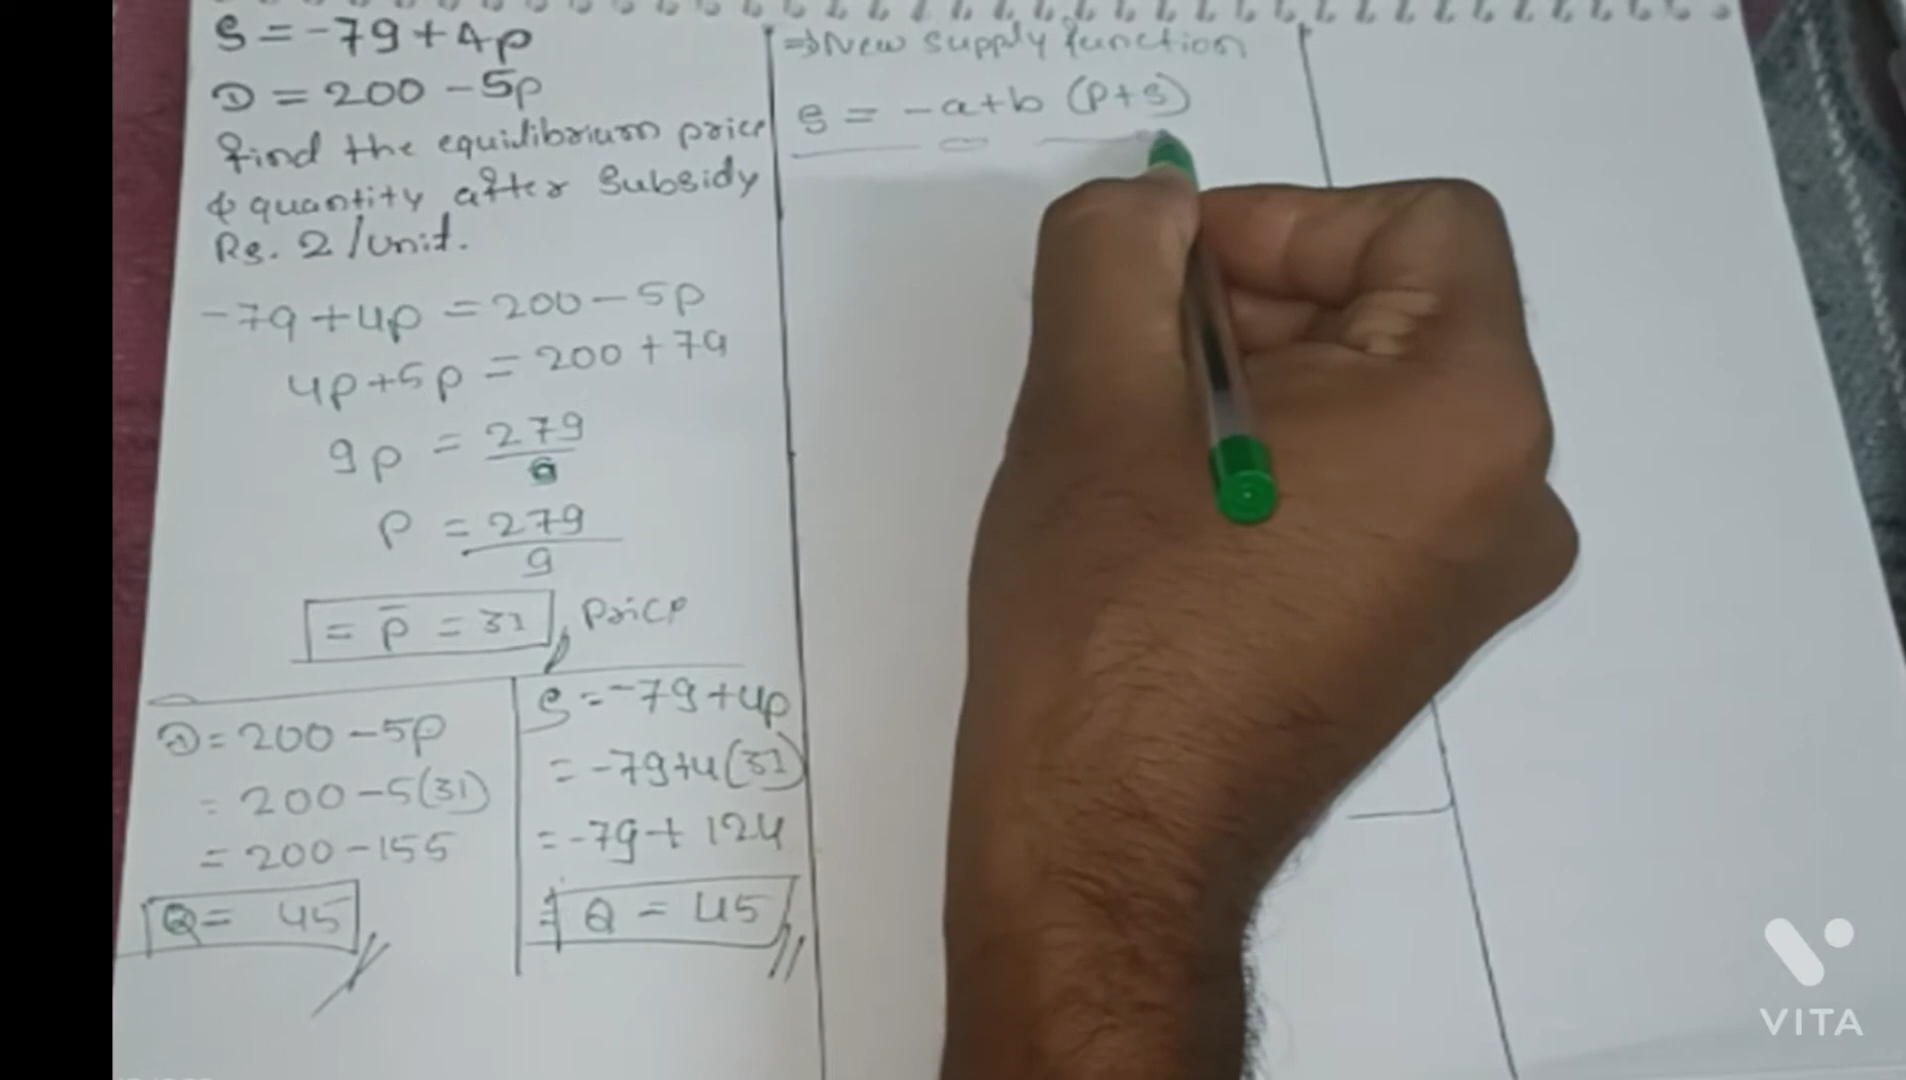 S = -79 + 4p
D = 200 - 5p
find the equilibrium price
& quantity after Subsidy
Rs. 2 /unit.
-79 + 4p = 200 - 5p
4p + 5p = 200 + 79
9p = 279
P = 279/9
= p̄ = 31, Price
D = 200 - 5p
= 200 - 5(31)
= 200 - 155
Q = 45
S = -79 + 4p
= -79 + 4(31)
= -79 + 124
= Q = 45
⇒ New supply function
S = -a + b (P + s)
VITA